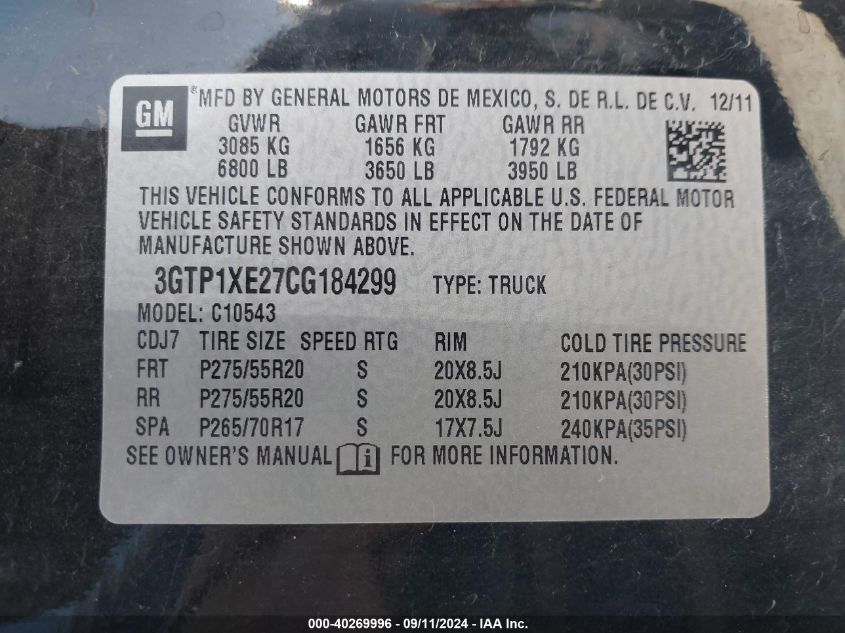 GM
®MFD BY GENERAL MOTORS DE MEXICO, S. DE R.L. DE C.V. 12/11
GVWR GAWR FRT GAWR RR
3085 KG 1656 KG 1792 KG
6800 LB 3650 LB 3950 LB
THIS VEHICLE CONFORMS TO ALL APPLICABLE U.S. FEDERAL MOTOR
VEHICLE SAFETY STANDARDS IN EFFECT ON THE DATE OF
MANUFACTURE SHOWN ABOVE.
3GTP1XE27CG184299 TYPE: TRUCK
MODEL: C10543
CDJ7 TIRE SIZE SPEED RTG RIM COLD TIRE PRESSURE
FRT P275/55R20 S 20X8.5J 210KPA(30PSI)
RR P275/55R20 S 20X8.5J 210KPA(30PSI)
SPA P265/70R17 S 17X7.5J 240KPA(35PSI)
SEE OWNER'S MANUAL i FOR MORE INFORMATION.
000-40269996 - 09/11/2024 - IAA Inc.